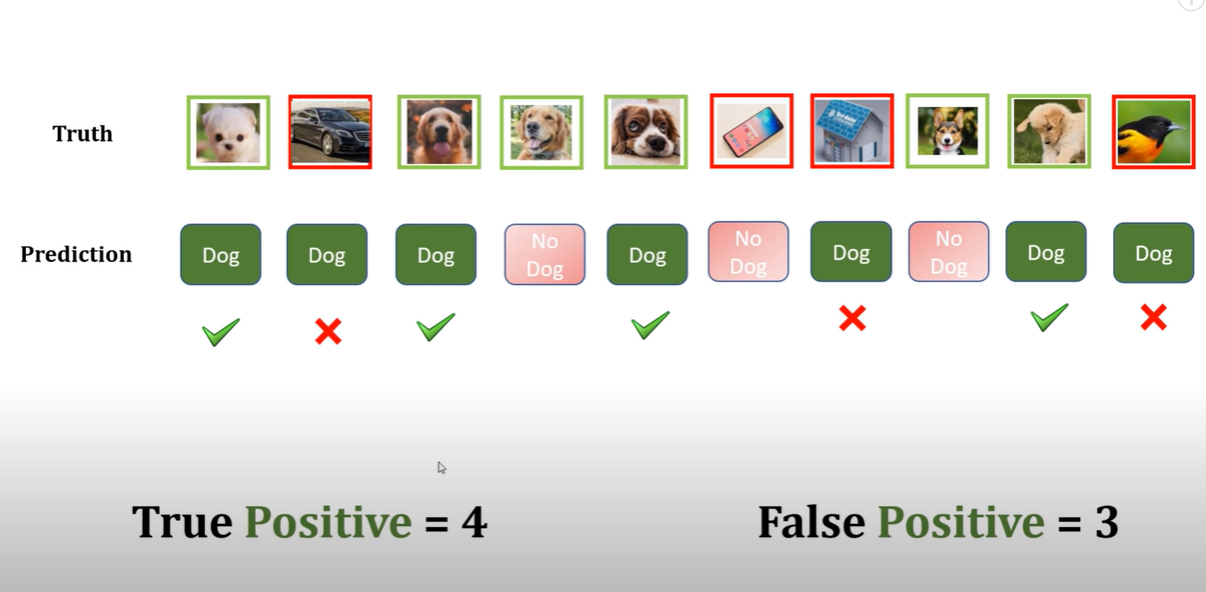 Truth
Prediction
Dog
Dog
Dog
No
Dog
Dog
No
Dog
Dog
No
Dog
Dog
Dog
True Positive = 4
False Positive = 3